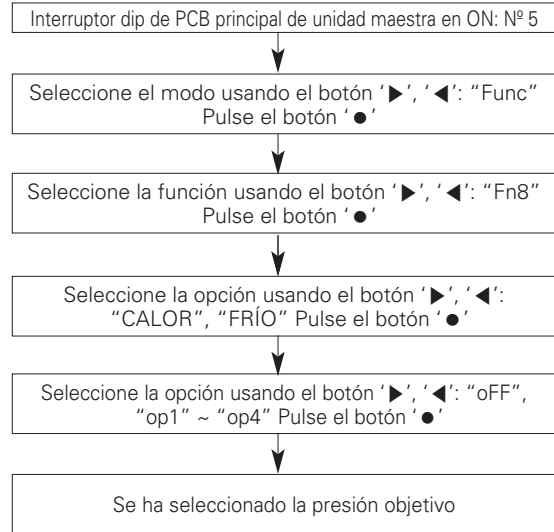 Interruptor dip de PCB principal de unidad maestra en ON: Nº 5
Seleccione el modo usando el botón ‘▶’, ‘◀’: “Func”
Pulse el botón ‘●’
Seleccione la función usando el botón ‘▶’, ‘◀’: “Fn8”
Pulse el botón ‘●’
Seleccione la opción usando el botón ‘▶’, ‘◀’:
“CALOR”, “FRÍO” Pulse el botón ‘●’
Seleccione la opción usando el botón ‘▶’, ‘◀’: “oFF”,
“op1” ~ “op4” Pulse el botón ‘●’
Se ha seleccionado la presión objetivo